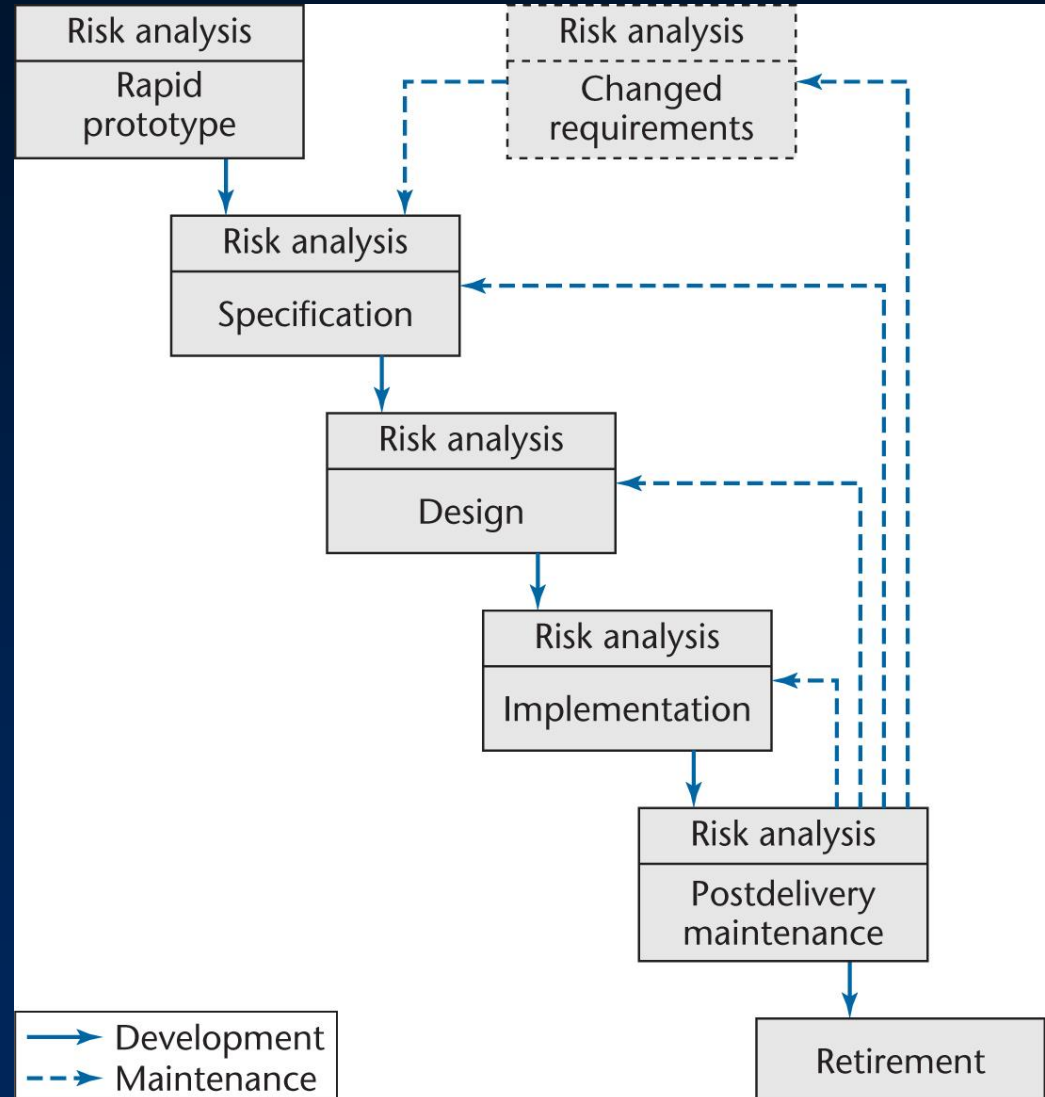 Risk analysis
Rapid
prototype
Risk analysis
Changed
requirements
Risk analysis
Specification
Risk analysis
Design
Risk analysis
Implementation
Risk analysis
Postdelivery
maintenance
Retirement
Development
Maintenance